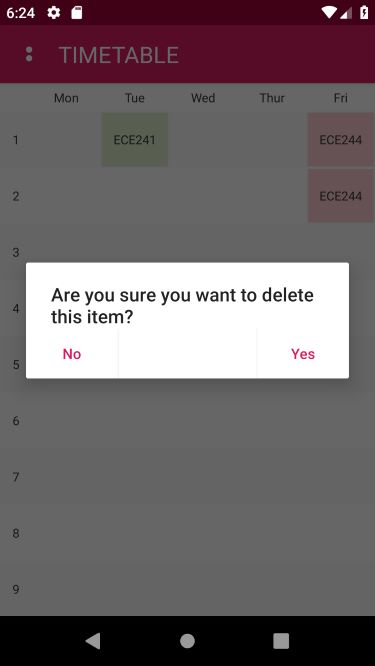 6:24
TIMETABLE
Mon Tue Wed Thur Fri
1 ECE241 ECE244
2 ECE244
3
Are you sure you want to delete
this item?
4
No Yes
5
6
7
8
9